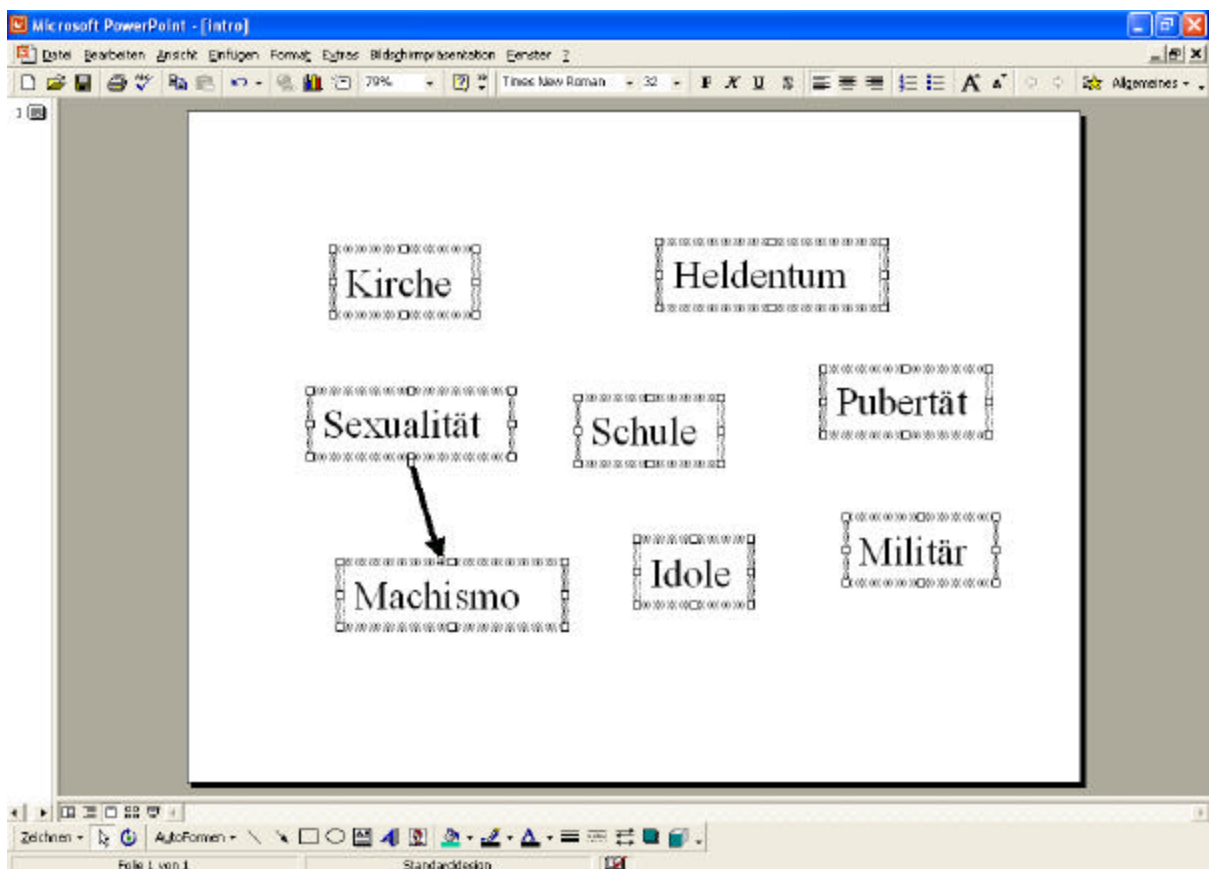 Microsoft PowerPoint - [intro]
Datei Bearbeiten Ansicht Einfügen Format Extras Bildschirmpräsentation Fenster ?
79% Times New Roman 32 F K U S A A Allgemeines
1
Kirche
Heldentum
Pubertät
Sexualität
Schule
Militär
Idole
Machismo
Zeichnen AutoFormen A
Folie 1 von 1 Standarddesign